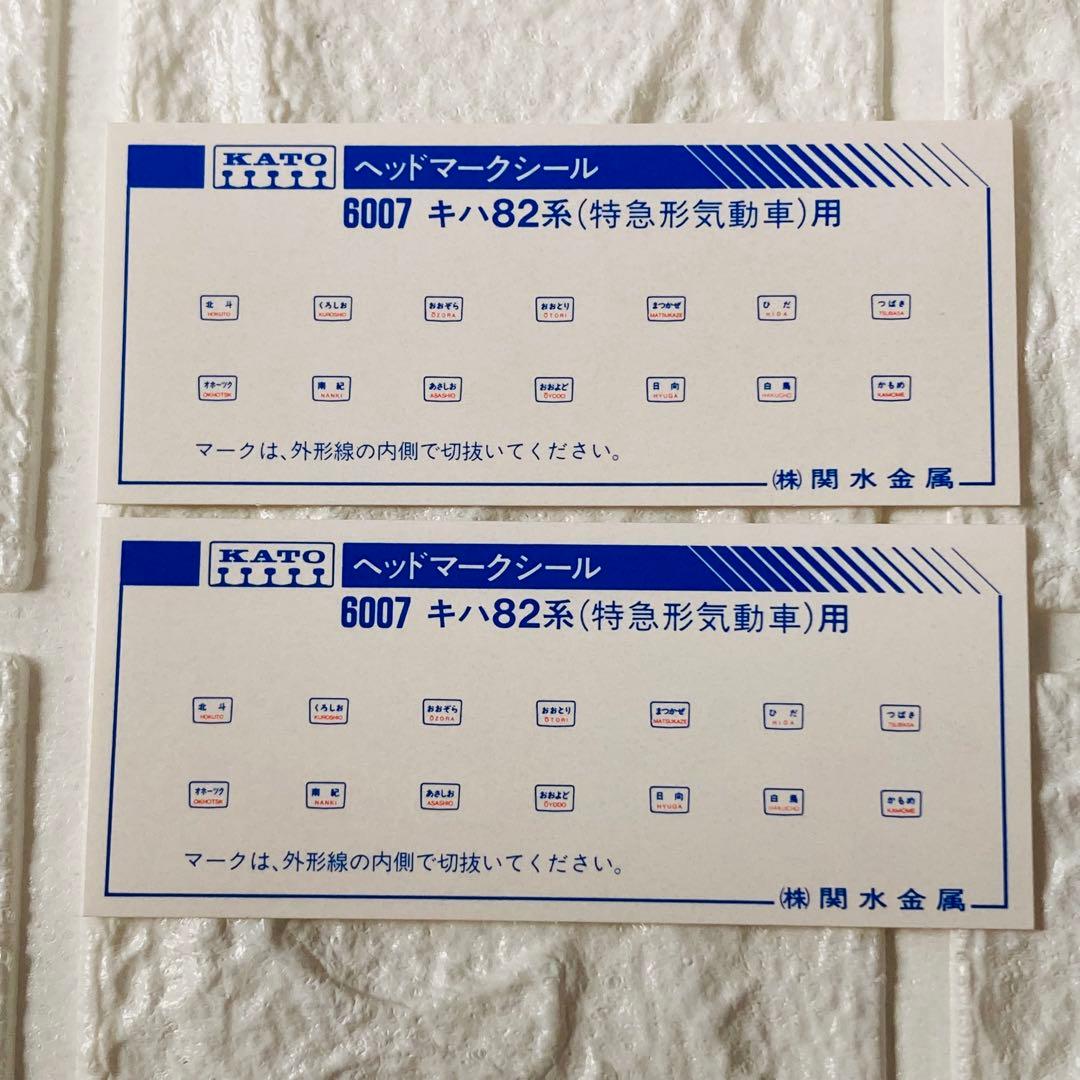 KATO ヘッドマークシール
6007 キハ82系(特急形気動車)用
北斗 くろしお おおぞら おおとり まつかぜ ひだ つばさ
HOKUTO KUROSHIO ŌZORA ŌTORI MATSUKAZE HIDA TSUBASA
オホーツク 南紀 あさしお おおよど 日向 白鳥 かもめ
OKHOTSK NANKI ASASHIO ŌYODO HYUGA HAKUCHO KAMOME
マークは、外形線の内側で切抜いてください。
㈱関水金属
KATO ヘッドマークシール
6007 キハ82系(特急形気動車)用
北斗 くろしお おおぞら おおとり まつかぜ ひだ つばさ
HOKUTO KUROSHIO ŌZORA ŌTORI MATSUKAZE HIDA TSUBASA
オホーツク 南紀 あさしお おおよど 日向 白鳥 かもめ
OKHOTSK NANKI ASASHIO ŌYODO HYUGA HAKUCHO KAMOME
マークは、外形線の内側で切抜いてください。
㈱関水金属